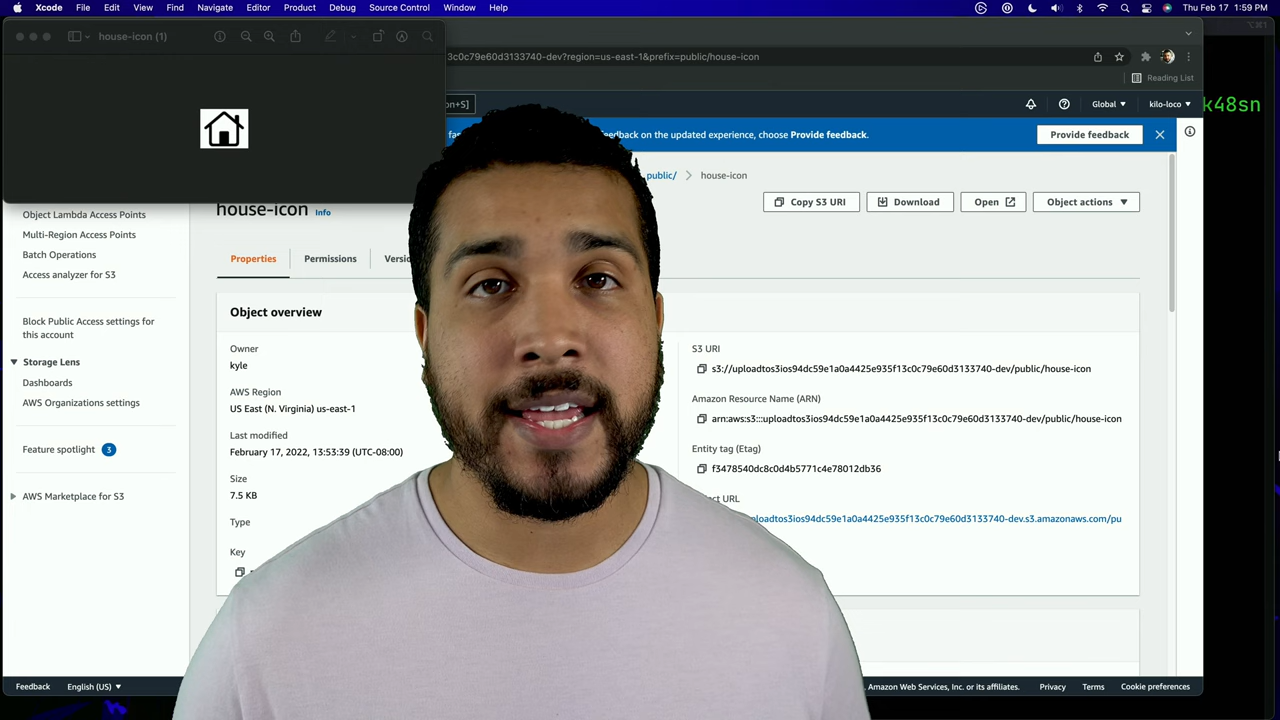 Xcode File Edit View Find Navigate Editor Product Debug Source Control Window Help Thu Feb 17 1:59 PM
house-icon (1)
3c0c79e60d3133740-dev?region=us-east-1&prefix=public/house-icon
Reading List
on+S] Global kilo-loco
k48sn
feedback on the updated experience, choose Provide feedback. Provide feedback
public/ house-icon
house-icon Info
Copy S3 URI Download Open Object actions
Object Lambda Access Points
Multi-Region Access Points
Batch Operations
Access analyzer for S3
Block Public Access settings for
this account
Storage Lens
Dashboards
AWS Organizations settings
Feature spotlight 3
AWS Marketplace for S3
Properties Permissions Versio
Object overview
Owner
kyle
AWS Region
US East (N. Virginia) us-east-1
Last modified
February 17, 2022, 13:53:39 (UTC-08:00)
Size
7.5 KB
Type
Key
S3 URI
s3://uploadtos3ios94dc59e1a0a4425e935f13c0c79e60d3133740-dev/public/house-icon
Amazon Resource Name (ARN)
arn:aws:s3:::uploadtos3ios94dc59e1a0a4425e935f13c0c79e60d3133740-dev/public/house-icon
Entity tag (Etag)
f3478540dc8c0d4b5771c4e78012db36
ct URL
loadtos3ios94dc59e1a0a4425e935f13c0c79e60d3133740-dev.s3.amazonaws.com/pu
Feedback English (US) Amazon Web Services, Inc. or its affiliates. Privacy Terms Cookie preferences